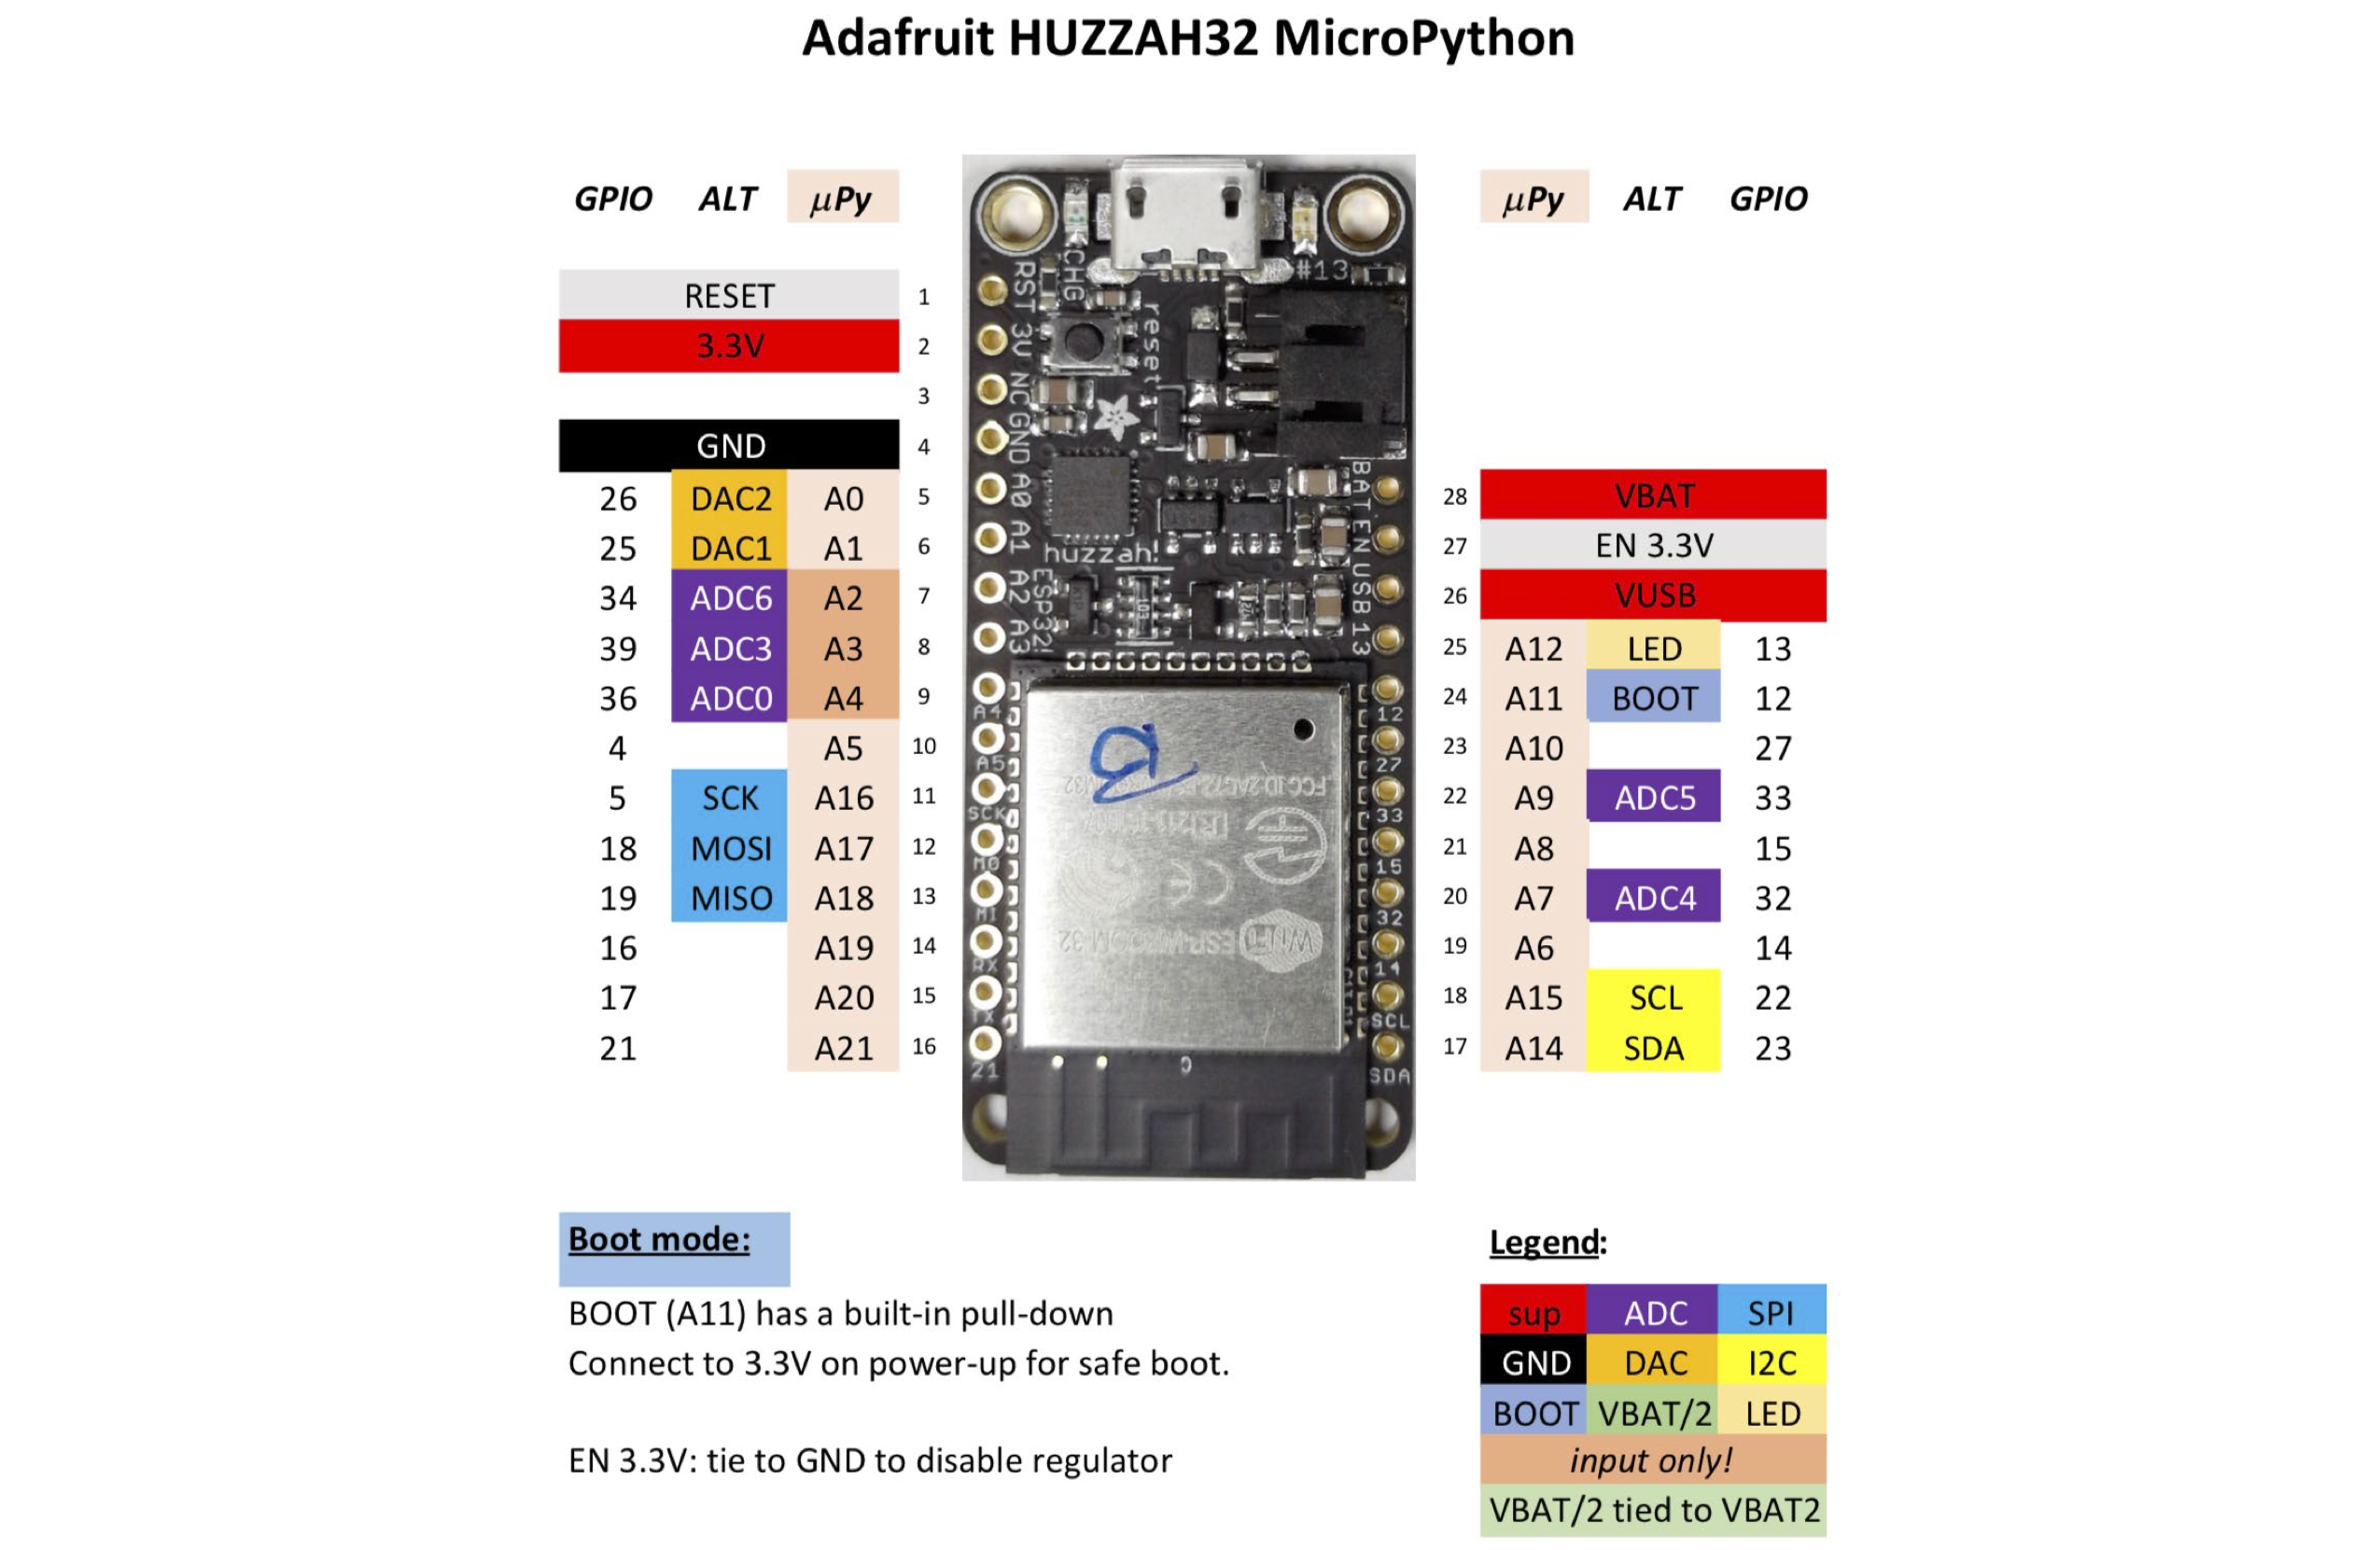 Adafruit HUZZAH32 MicroPython
GPIO ALT µPy
RESET 1
3.3V 2
3
GND 4
26 DAC2 A0 5
25 DAC1 A1 6
34 ADC6 A2 7
39 ADC3 A3 8
36 ADC0 A4 9
4 A5 10
5 SCK A16 11
18 MOSI A17 12
19 MISO A18 13
16 A19 14
17 A20 15
21 A21 16
CHG
#13
reset
RST
3V
NC
GND
A0
A1
A2
A3
A4
A5
SCK
M0
MI
RX
TX
21
huzzah!
ESP32!
BAT
EN
USB
13
12
27
33
15
32
14
SCL
SDA
µPy ALT GPIO
28 VBAT
27 EN 3.3V
26 VUSB
25 A12 LED 13
24 A11 BOOT 12
23 A10 27
22 A9 ADC5 33
21 A8 15
20 A7 ADC4 32
19 A6 14
18 A15 SCL 22
17 A14 SDA 23
Boot mode:
BOOT (A11) has a built-in pull-down
Connect to 3.3V on power-up for safe boot.
EN 3.3V: tie to GND to disable regulator
Legend:
sup ADC SPI
GND DAC I2C
BOOT VBAT/2 LED
input only!
VBAT/2 tied to VBAT2